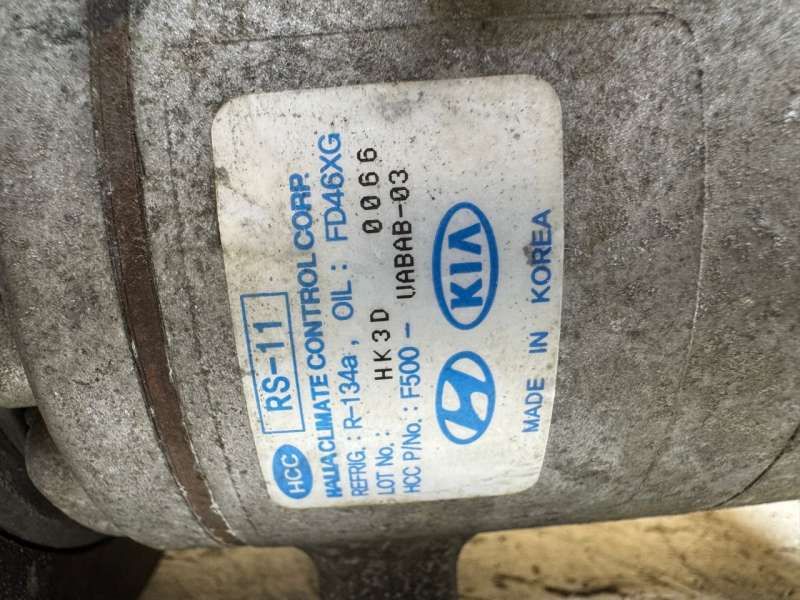 HCC RS-11
HALLA CLIMATE CONTROL CORP.
REFRIG.: R-134a, OIL: FD46XG
LOT No.: HK3D 0066
HCC P/No.: F500- UABAB-03
KIA
MADE IN KOREA